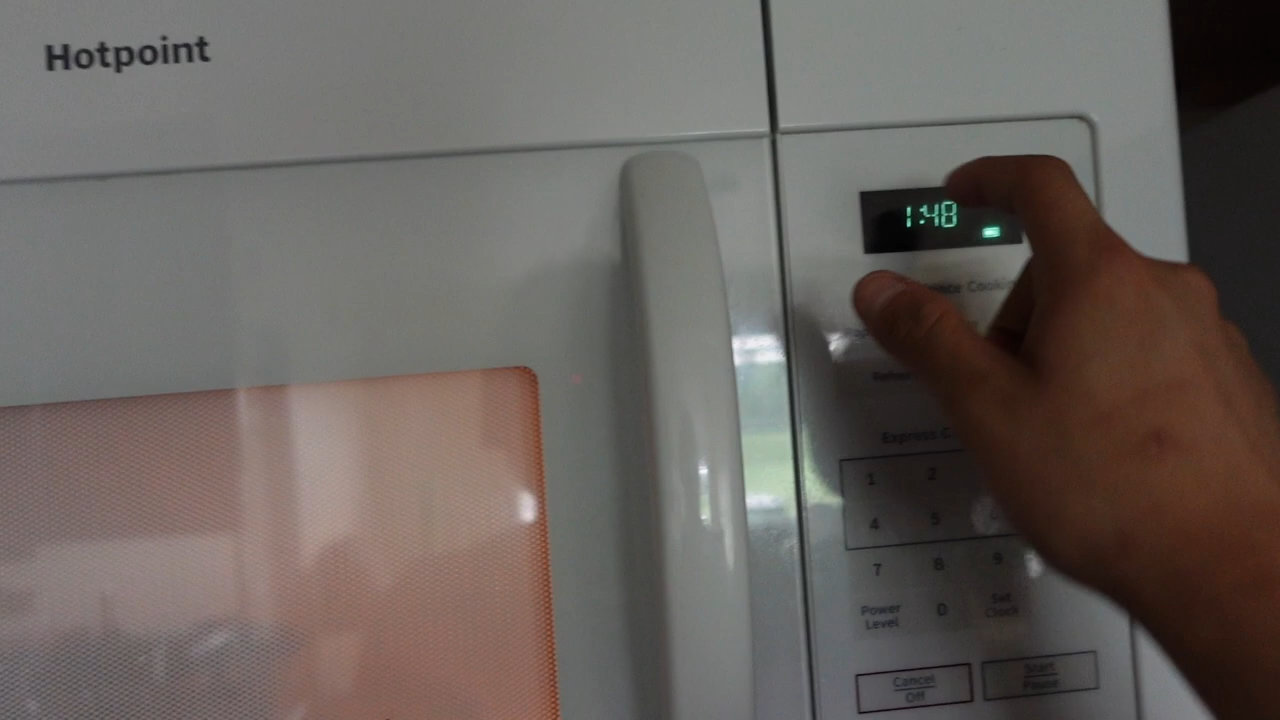 Hotpoint
1:48
Cookin
Express C
1 2
4 5
7 8 9
Power
Level
0
Set
Clock
Cancel
Off
Start
Pause